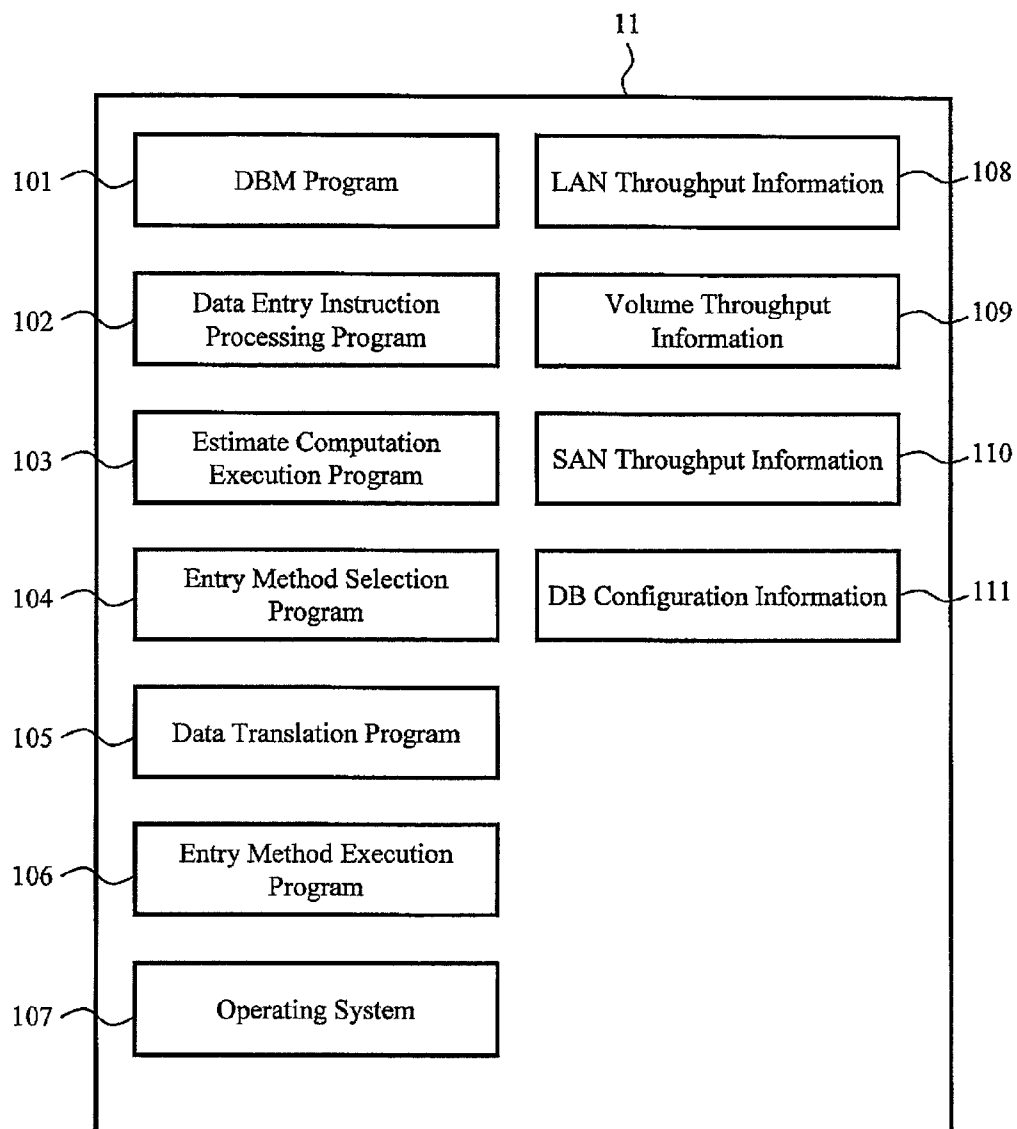 11
101
DBM Program
LAN Throughput Information
108
102
Data Entry Instruction
Processing Program
Volume Throughput
Information
109
103
Estimate Computation
Execution Program
SAN Throughput Information
110
104
Entry Method Selection
Program
DB Configuration Information
111
105
Data Translation Program
106
Entry Method Execution
Program
107
Operating System